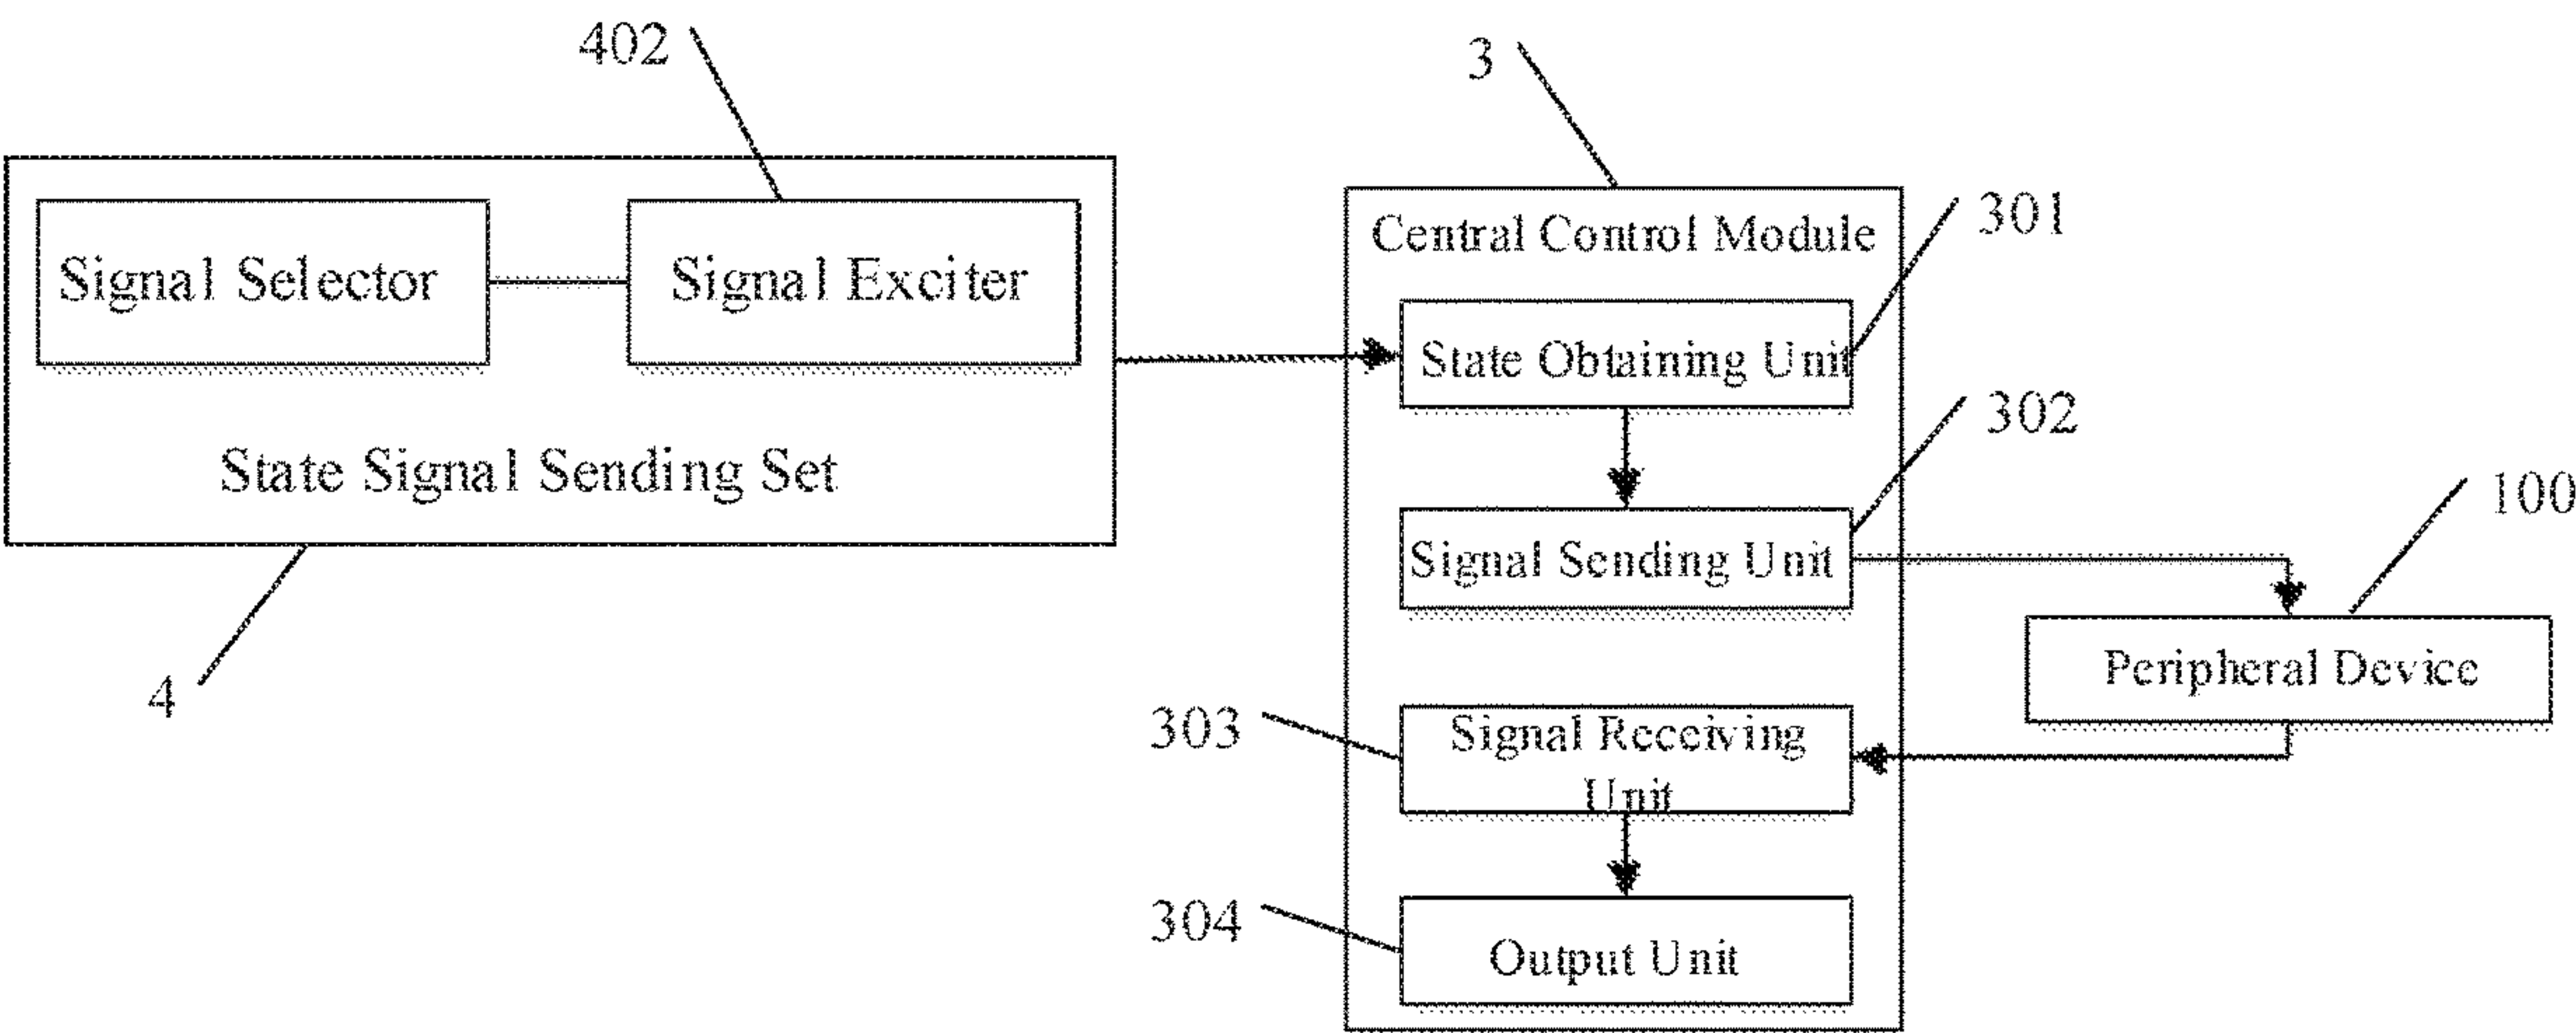 402
3
Signal Selector
Signal Exciter
State Signal Sending Set
4
Central Control Module
301
State Obtaining Unit
302
Signal Sending Unit
100
Peripheral Device
303
Signal Receiving
Unit
304
Output Unit